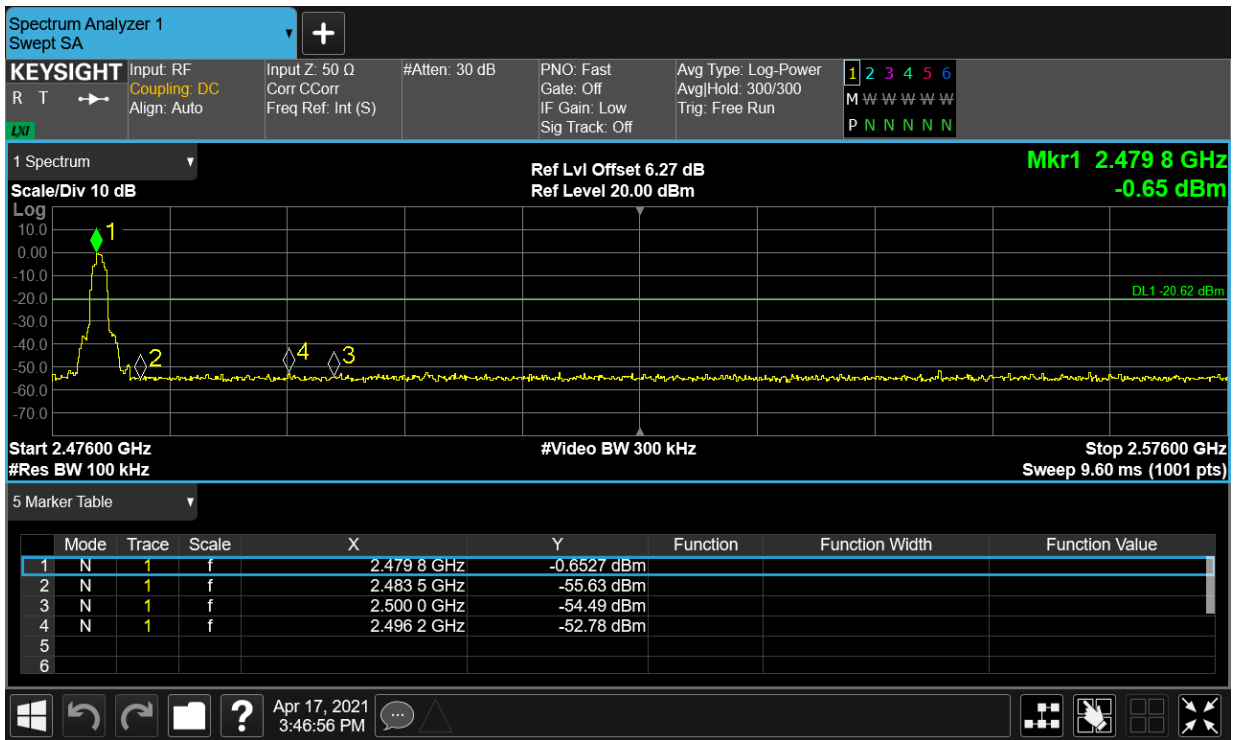 Spectrum Analyzer 1
Swept SA
+
KEYSIGHT
R T
LXI
Input: RF
Coupling: DC
Align: Auto
Input Z: 50 Ω
Corr CCorr
Freq Ref: Int (S)
#Atten: 30 dB
PNO: Fast
Gate: Off
IF Gain: Low
Sig Track: Off
Avg Type: Log-Power
Avg|Hold: 300/300
Trig: Free Run
1 2 3 4 5 6
M W W W W W
P N N N N N
1 Spectrum
Scale/Div 10 dB
Ref Lvl Offset 6.27 dB
Ref Level 20.00 dBm
Mkr1 2.479 8 GHz
-0.65 dBm
Log
10.0
0.00
-10.0
-20.0
-30.0
-40.0
-50.0
-60.0
-70.0
1
DL1 -20.62 dBm
2
4
3
Start 2.47600 GHz
#Res BW 100 kHz
#Video BW 300 kHz
Stop 2.57600 GHz
Sweep 9.60 ms (1001 pts)
5 Marker Table
Mode Trace Scale X Y Function Function Width Function Value
1 N 1 f 2.479 8 GHz -0.6527 dBm
2 N 1 f 2.483 5 GHz -55.63 dBm
3 N 1 f 2.500 0 GHz -54.49 dBm
4 N 1 f 2.496 2 GHz -52.78 dBm
5
6
?
Apr 17, 2021
3:46:56 PM